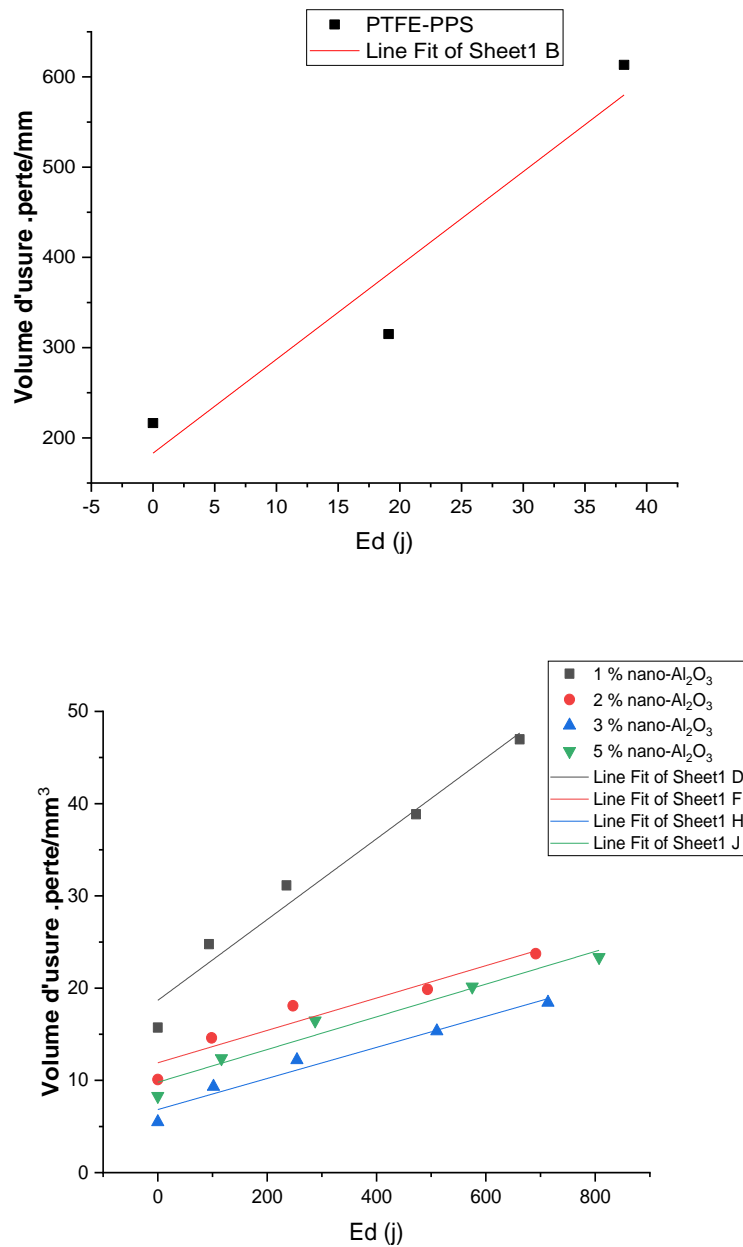 PTFE-PPS
Line Fit of Sheet1 B
600
500
400
300
200
Volume d'usure .perte/mm
-5 0 5 10 15 20 25 30 35 40
Ed (j)
1 % nano-Al₂O₃
2 % nano-Al₂O₃
3 % nano-Al₂O₃
5 % nano-Al₂O₃
Line Fit of Sheet1 D
Line Fit of Sheet1 F
Line Fit of Sheet1 H
Line Fit of Sheet1 J
50
40
30
20
10
0
Volume d'usure .perte/mm³
0 200 400 600 800
Ed (j)